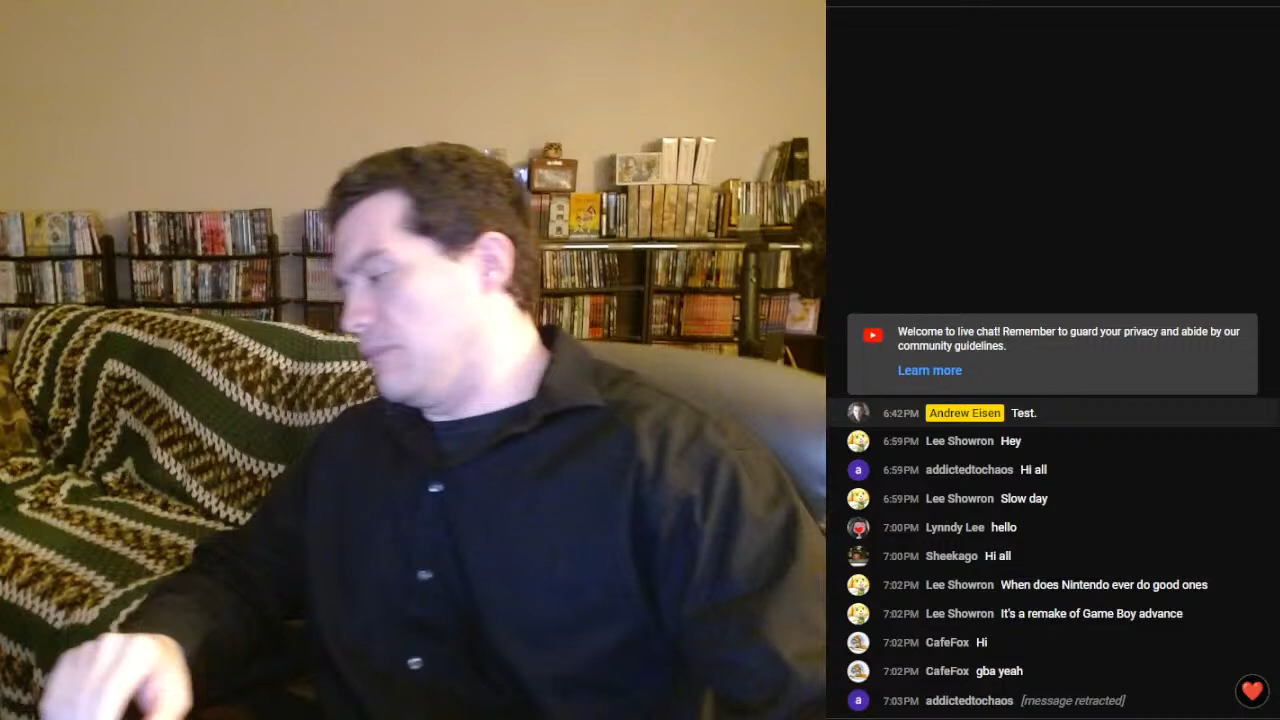 Welcome to live chat! Remember to guard your privacy and abide by our
community guidelines.
Learn more
6:42PM Andrew Eisen Test.
6:59PM Lee Showron Hey
a 6:59PM addictedtochaos Hi all
6:59PM Lee Showron Slow day
7:00PM Lynndy Lee hello
7:00PM Sheekago Hi all
7:02PM Lee Showron When does Nintendo ever do good ones
7:02PM Lee Showron It's a remake of Game Boy advance
7:02PM CafeFox Hi
7:02PM CafeFox gba yeah
a 7:03PM addictedtochaos [message retracted]